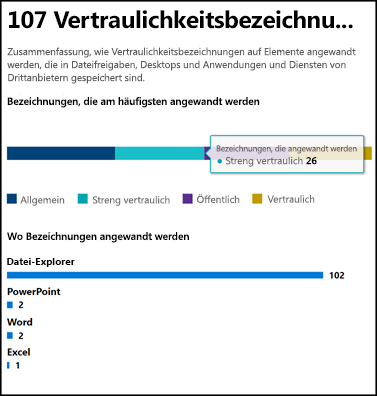 107 Vertraulichkeitsbezeichnu...
Zusammenfassung, wie Vertraulichkeitsbezeichnungen auf Elemente angewandt
werden, die in Dateifreigaben, Desktops und Anwendungen und Diensten von
Drittanbietern gespeichert sind.
Bezeichnungen, die am häufigsten angewandt werden
Bezeichnungen, die angewandt werden
Streng vertraulich 26
Allgemein Streng vertraulich Öffentlich Vertraulich
Wo Bezeichnungen angewandt werden
Datei-Explorer
102
PowerPoint
2
Word
2
Excel
1